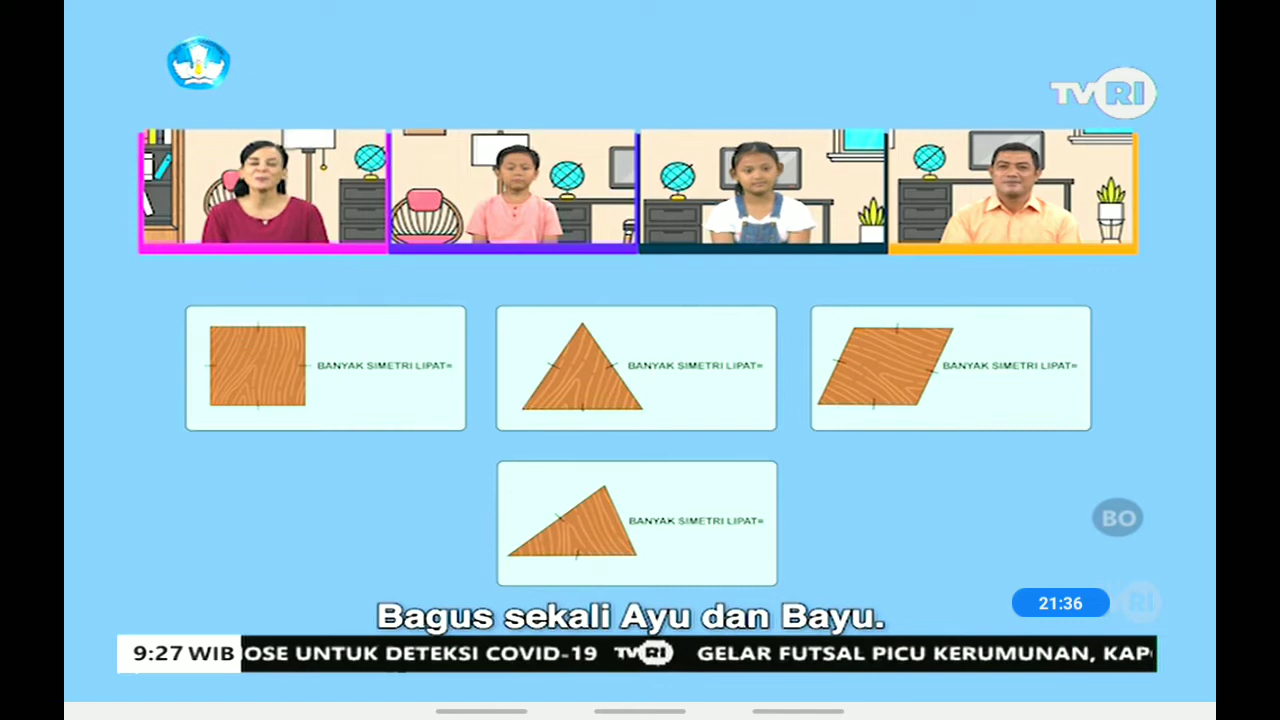 TVRI
BANYAK SIMETRI LIPAT=
BANYAK SIMETRI LIPAT=
BANYAK SIMETRI LIPAT=
BANYAK SIMETRI LIPAT=
BO
21:36
RI
Bagus sekali Ayu dan Bayu.
9:27 WIB OSE UNTUK DETEKSI COVID-19 TVRI GELAR FUTSAL PICU KERUMUNAN, KAP